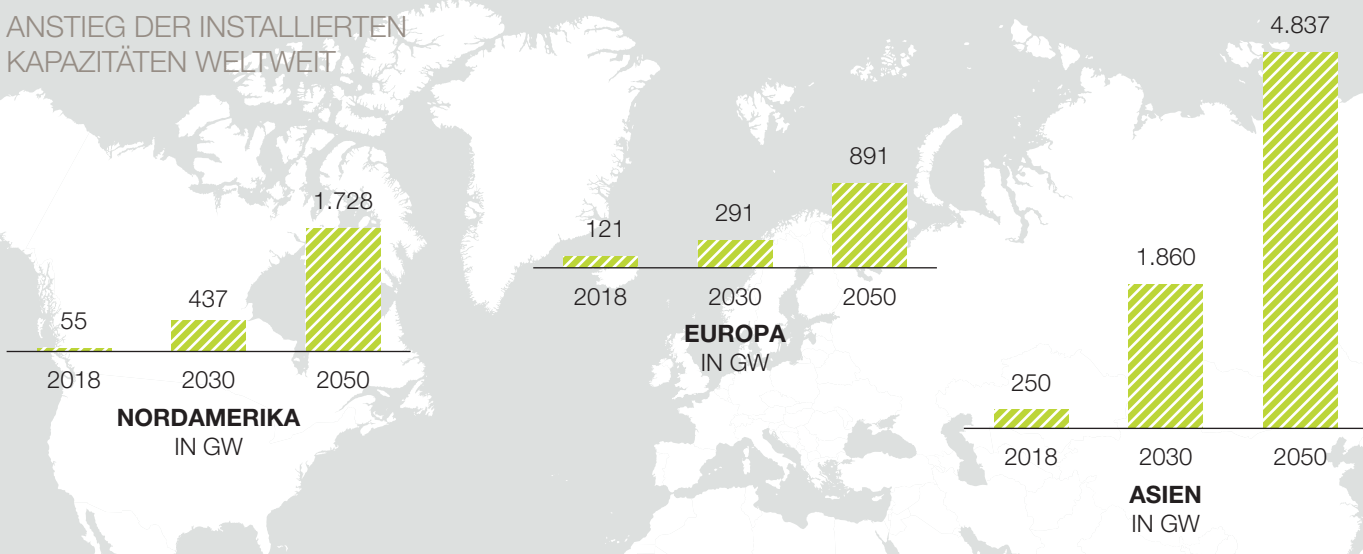 ANSTIEG DER INSTALLIERTEN
KAPAZITÄTEN WELTWEIT
55
437
1.728
2018 2030 2050
NORDAMERIKA
IN GW
121
291
891
2018 2030 2050
EUROPA
IN GW
250
1.860
4.837
2018 2030 2050
ASIEN
IN GW